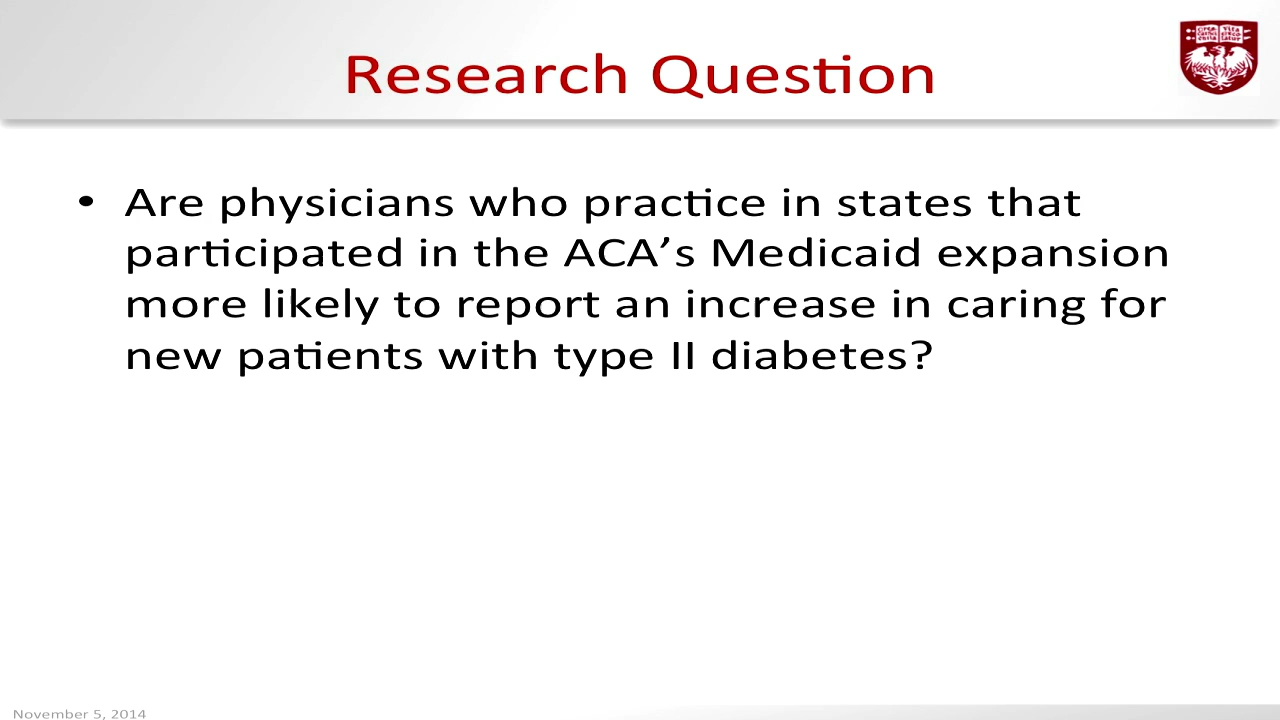 Research Question
• Are physicians who practice in states that
participated in the ACA’s Medicaid expansion
more likely to report an increase in caring for
new patients with type II diabetes?
November 5, 2014